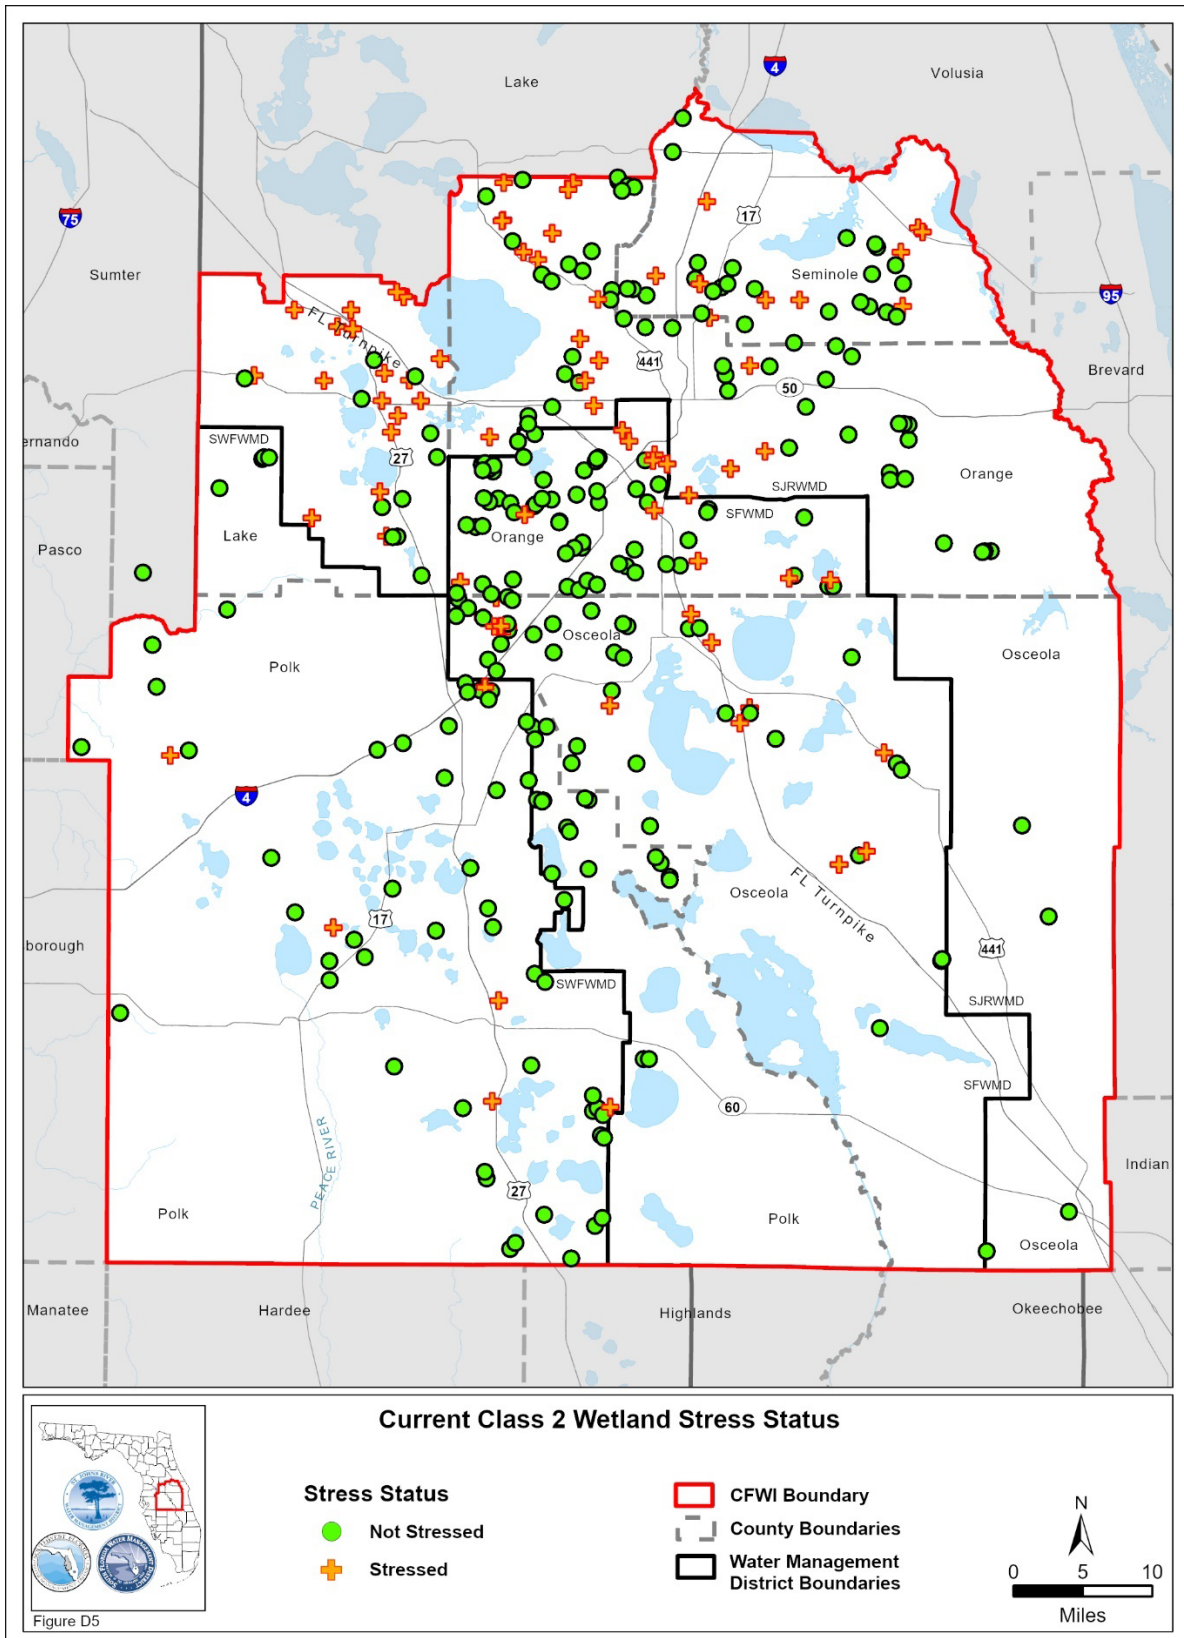 Lake
Volusia
4
75
17
Sumter
Seminole
95
FL Turnpike
441
Brevard
50
ernando
SWFWMD
27
Orange
SJRWMD
SFWMD
Lake
Orange
Pasco
Osceola
Osceola
Polk
4
Osceola
FL Turnpike
17
borough
441
SWFWMD
SJRWMD
SFWMD
60
PEACE RIVER
Indian
27
Polk
Polk
Osceola
Manatee
Hardee
Highlands
Okeechobee
Current Class 2 Wetland Stress Status
Stress Status
Not Stressed
Stressed
CFWI Boundary
County Boundaries
Water Management
District Boundaries
N
0 5 10
Miles
Figure D5